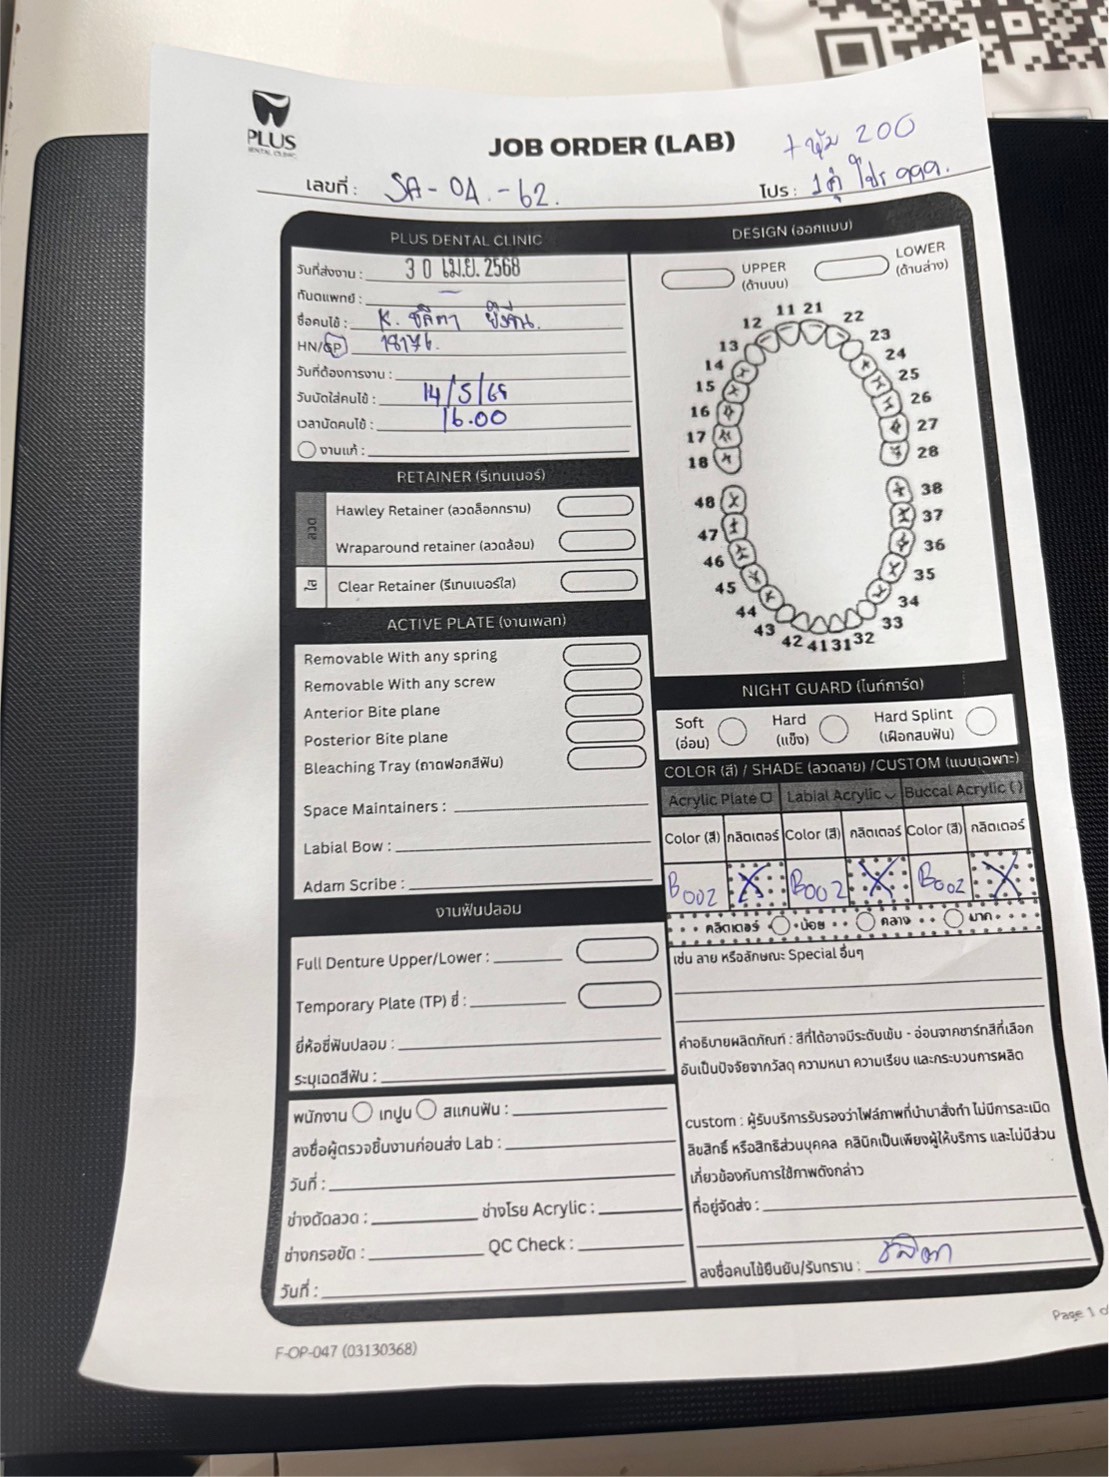 PLUS
DENTAL CLINIC
JOB ORDER (LAB)
+ 200
เลขที่ : SA - 04 - 62.
โปร : 1คู่ โปร 999.
PLUS DENTAL CLINIC
วันที่ส่งงาน : 30 เม.ย. 2568
ทันตแพทย์ : -
ชื่อคนไข้ : K. ชลิตา
HN/GP 18176.
วันที่ต้องการงาน :
วันนัดใส่คนไข้ : 14/5/68
เวลานัดคนไข้ : 16.00
งานแก้ :
RETAINER (รีเทนเนอร์)
ลวด
Hawley Retainer (ลวดล็อกกราม)
Wraparound retainer (ลวดล้อม)
ใส
Clear Retainer (รีเทนเนอร์ใส)
ACTIVE PLATE (งานเพลท)
Removable With any spring
Removable With any screw
Anterior Bite plane
Posterior Bite plane
Bleaching Tray (ถาดฟอกสีฟัน)
Space Maintainers :
Labial Bow :
Adam Scribe :
งานฟันปลอม
Full Denture Upper/Lower :
Temporary Plate (TP) ซี่ :
ยี่ห้อซี่ฟันปลอม :
ระบุเฉดสีฟัน :
พนักงาน เทปูน สแกนฟัน :
ลงชื่อผู้ตรวจชิ้นงานก่อนส่ง Lab :
วันที่ :
ช่างดัดลวด : ช่างโรย Acrylic :
ช่างกรอขัด : QC Check :
วันที่ :
DESIGN (ออกแบบ)
UPPER
(ด้านบน)
LOWER
(ด้านล่าง)
11 21
12 22
13 23
14 24
15 25
16 26
17 27
18 28
48 38
47 37
46 36
45 35
44 34
43 33
42 41 31 32
NIGHT GUARD (ไนท์การ์ด)
Soft
(อ่อน)
Hard
(แข็ง)
Hard Splint
(เฝือกสบฟัน)
COLOR (สี) / SHADE (ลวดลาย) /CUSTOM (แบบเฉพาะ)
Acrylic Plate Labial Acrylic Buccal Acrylic ( )
Color (สี) กลิตเตอร์ Color (สี) กลิตเตอร์ Color (สี) กลิตเตอร์
B002 X B002 X B002 X
กลิตเตอร์ น้อย กลาง มาก
เช่น ลาย หรือลักษณะ Special อื่นๆ
คำอธิบายผลิตภัณฑ์ : สีที่ได้อาจมีระดับเข้ม - อ่อนจากชาร์ทสีที่เลือก
อันเป็นปัจจัยจากวัสดุ ความหนา ความเรียบ และกระบวนการผลิต
custom : ผู้รับบริการรับรองว่าไฟล์ภาพที่นำมาสั่งทำ ไม่มีการละเมิด
ลิขสิทธิ์ หรือสิทธิส่วนบุคคล คลินิกเป็นเพียงผู้ให้บริการ และไม่มีส่วน
เกี่ยวข้องกับการใช้ภาพดังกล่าว
ที่อยู่จัดส่ง :
ลงชื่อคนไข้ยืนยัน/รับทราบ : ชลิตา
Page 1 o
F-OP-047 (03130368)